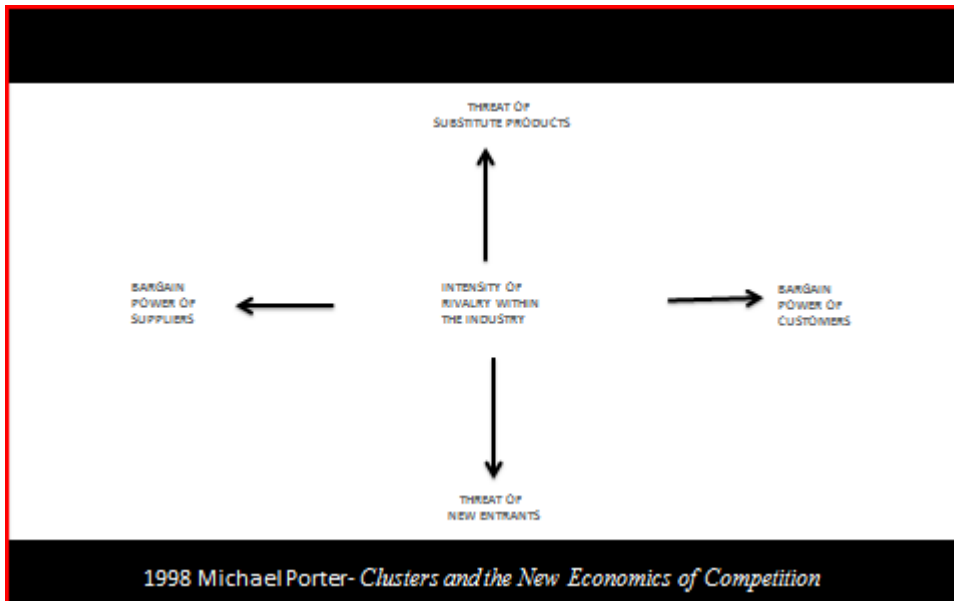 THREAT OF
SUBSTITUTE PRODUCTS
BARGAIN
POWER OF
SUPPLIERS
INTENSITY OF
RIVALRY WITHIN
THE INDUSTRY
BARGAIN
POWER OF
CUSTOMERS
THREAT OF
NEW ENTRANTS
1998 Michael Porter- Clusters and the New Economics of Competition